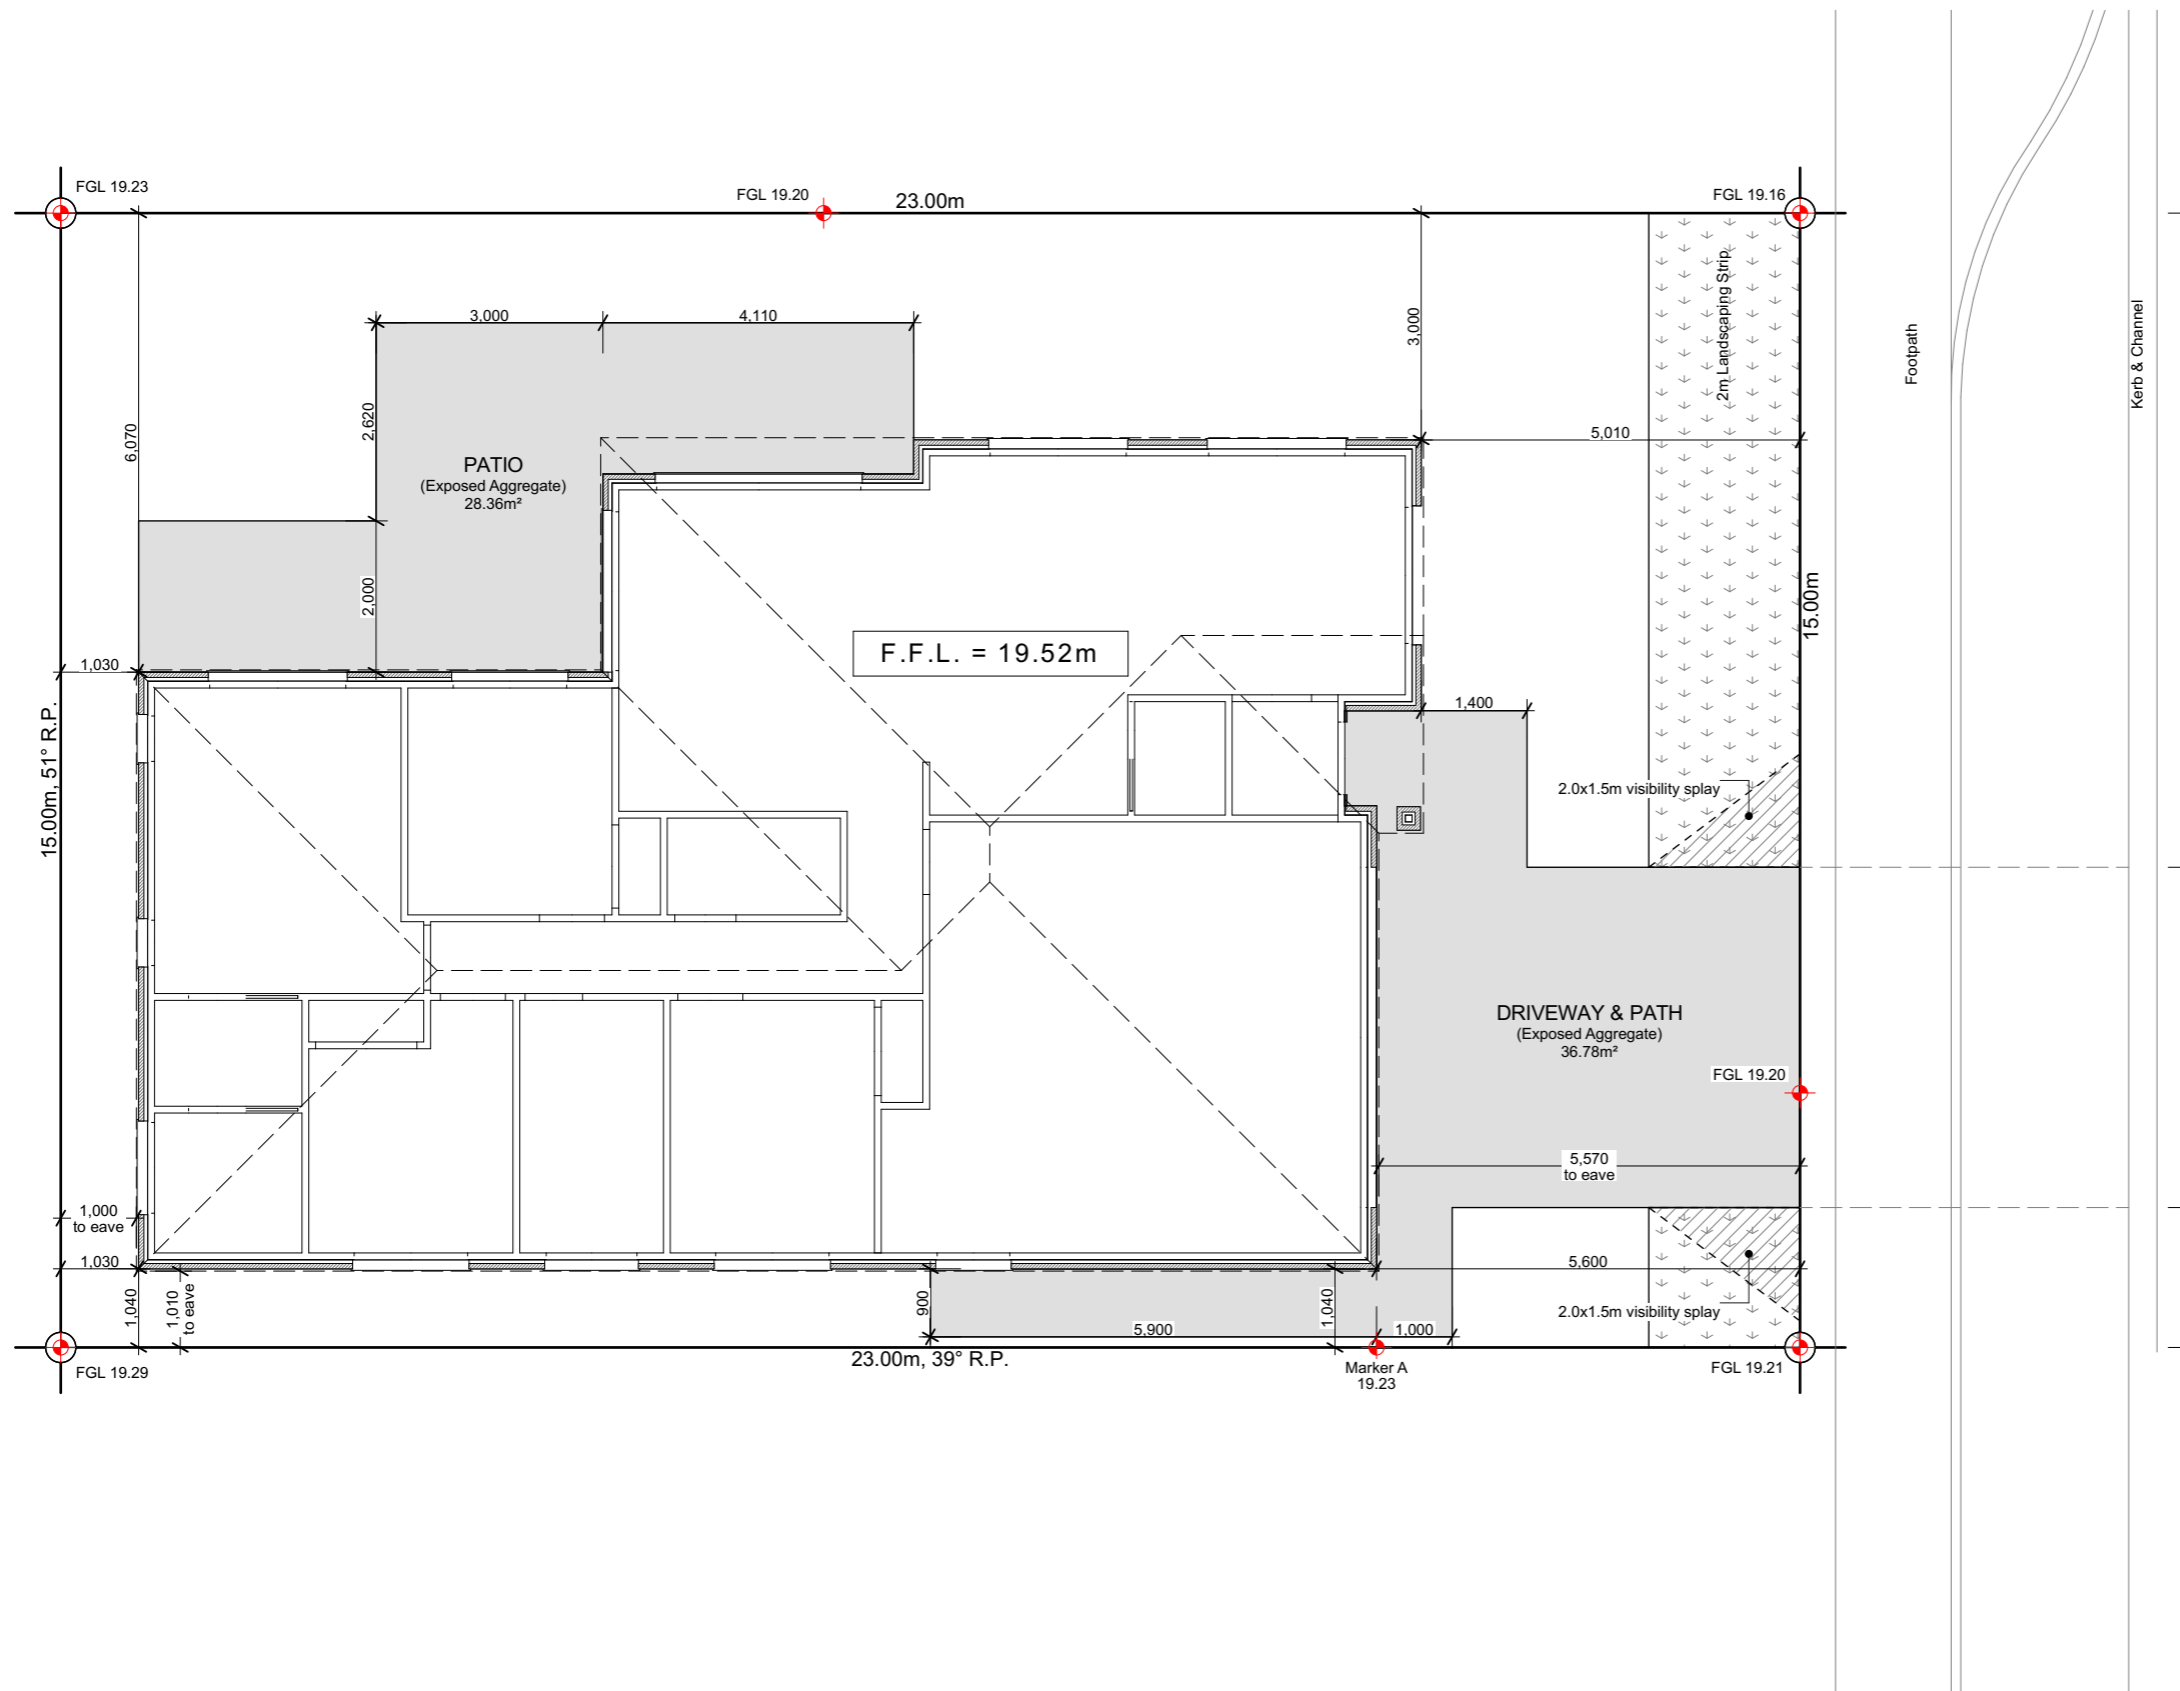 FGL 19.23
FGL 19.20
23.00m
FGL 19.16
3,000
4,110
3,000
2m Landscaping Strip
Footpath
Kerb & Channel
6,070
2,620
5,010
PATIO
(Exposed Aggregate)
28.36m²
2,000
15.00m
F.F.L. = 19.52m
1,030
1,400
15.00m, 51° R.P.
2.0x1.5m visibility splay
DRIVEWAY & PATH
(Exposed Aggregate)
36.78m²
FGL 19.20
5,570
to eave
1,000
to eave
1,030
5,600
1,040
1,010
to eave
900
1,040
2.0x1.5m visibility splay
5,900
1,000
23.00m, 39° R.P.
FGL 19.29
Marker A
19.23
FGL 19.21